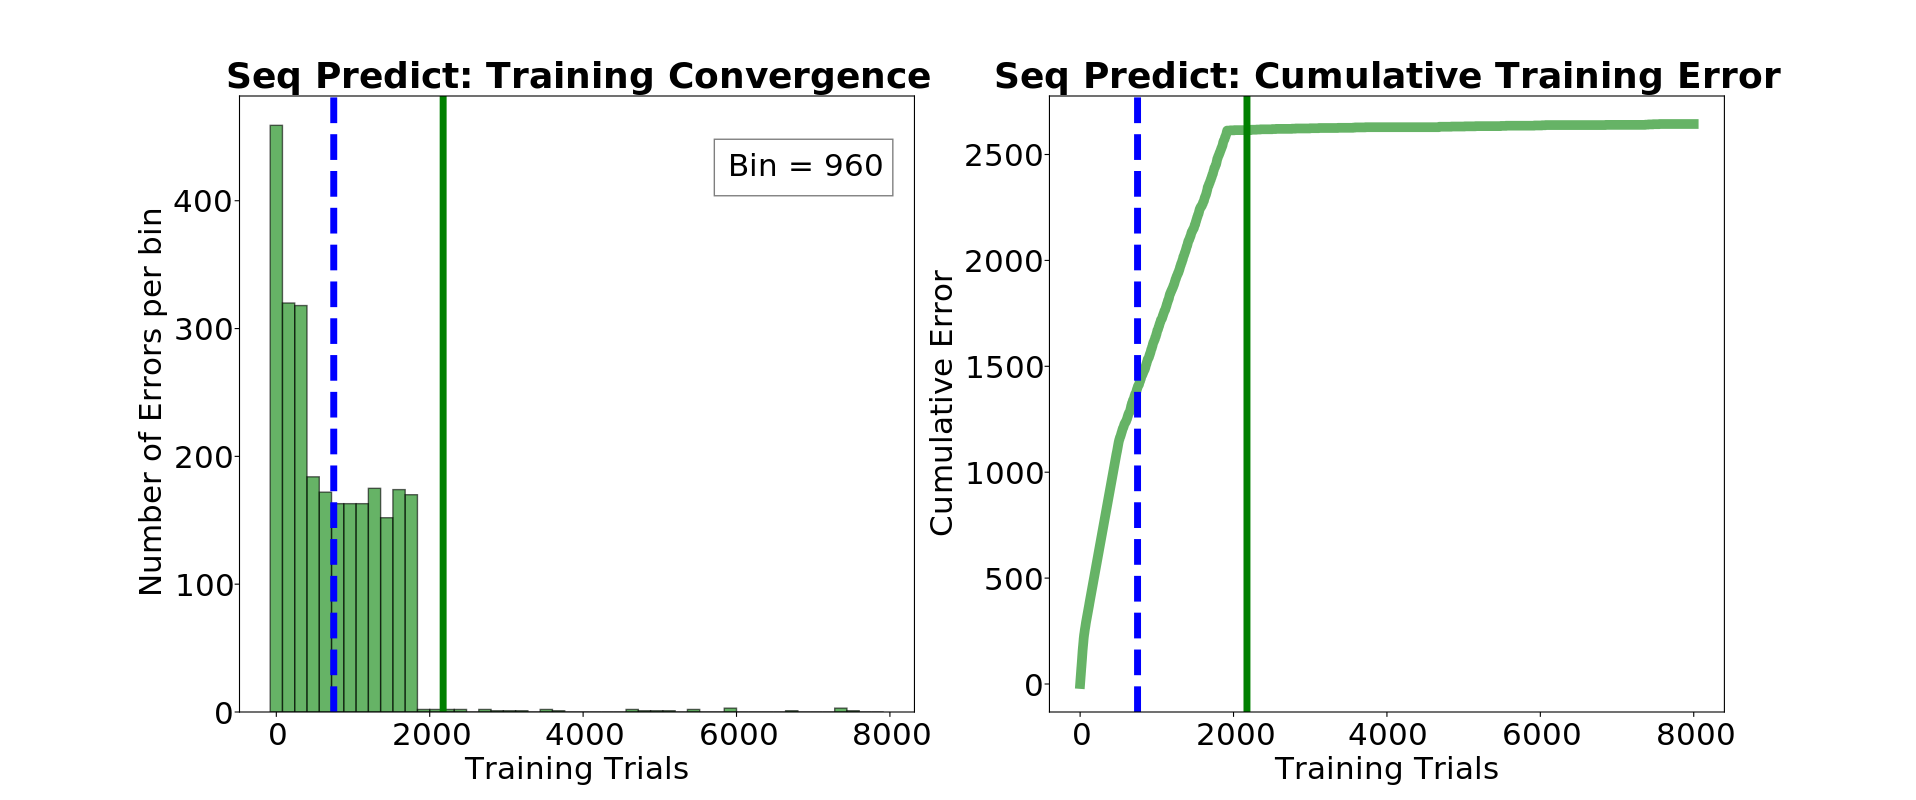 Seq Predict: Training Convergence
Number of Errors per bin
400
300
200
100
0
Bin = 960
0 2000 4000 6000 8000
Training Trials
Seq Predict: Cumulative Training Error
Cumulative Error
2500
2000
1500
1000
500
0
0 2000 4000 6000 8000
Training Trials